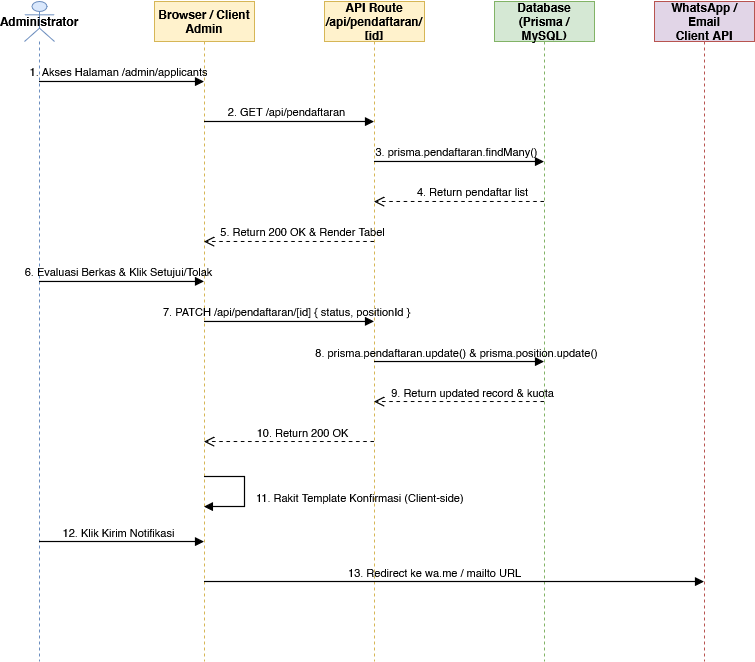 Administrator
Browser / Client
Admin
API Route
/api/pendaftaran/
[id]
Database
(Prisma /
MySQL)
WhatsApp /
Email
Client API
1. Akses Halaman /admin/applicants
2. GET /api/pendaftaran
3. prisma.pendaftaran.findMany()
4. Return pendaftar list
5. Return 200 OK & Render Tabel
6. Evaluasi Berkas & Klik Setujui/Tolak
7. PATCH /api/pendaftaran/[id] { status, positionId }
8. prisma.pendaftaran.update() & prisma.position.update()
9. Return updated record & kuota
10. Return 200 OK
11. Rakit Template Konfirmasi (Client-side)
12. Klik Kirim Notifikasi
13. Redirect ke wa.me / mailto URL